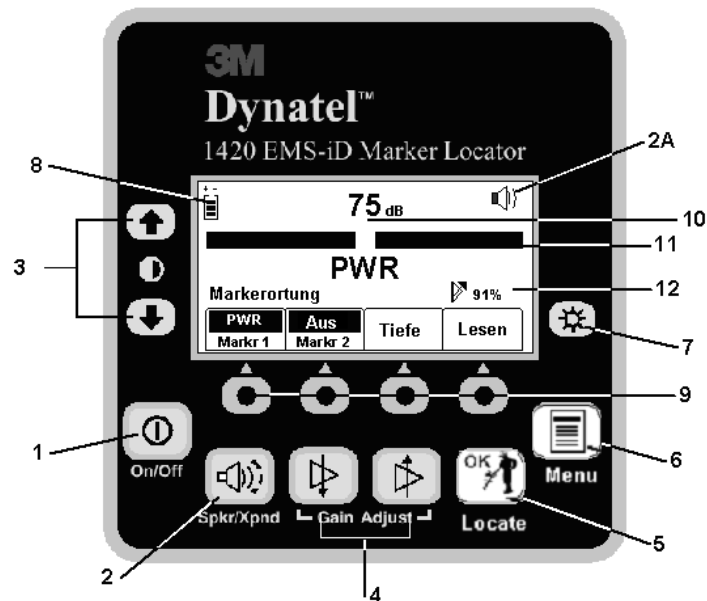 3M
Dynatel™
1420 EMS-iD Marker Locator
2A
8
+ -
75 dB
10
11
3
PWR
Markerortung
91%
12
PWR
Markr 1
Aus
Markr 2
Tiefe
Lesen
7
9
1
On/Off
OK
6
Menu
Spkr/Xpnd
Gain Adjust
Locate
5
2
4